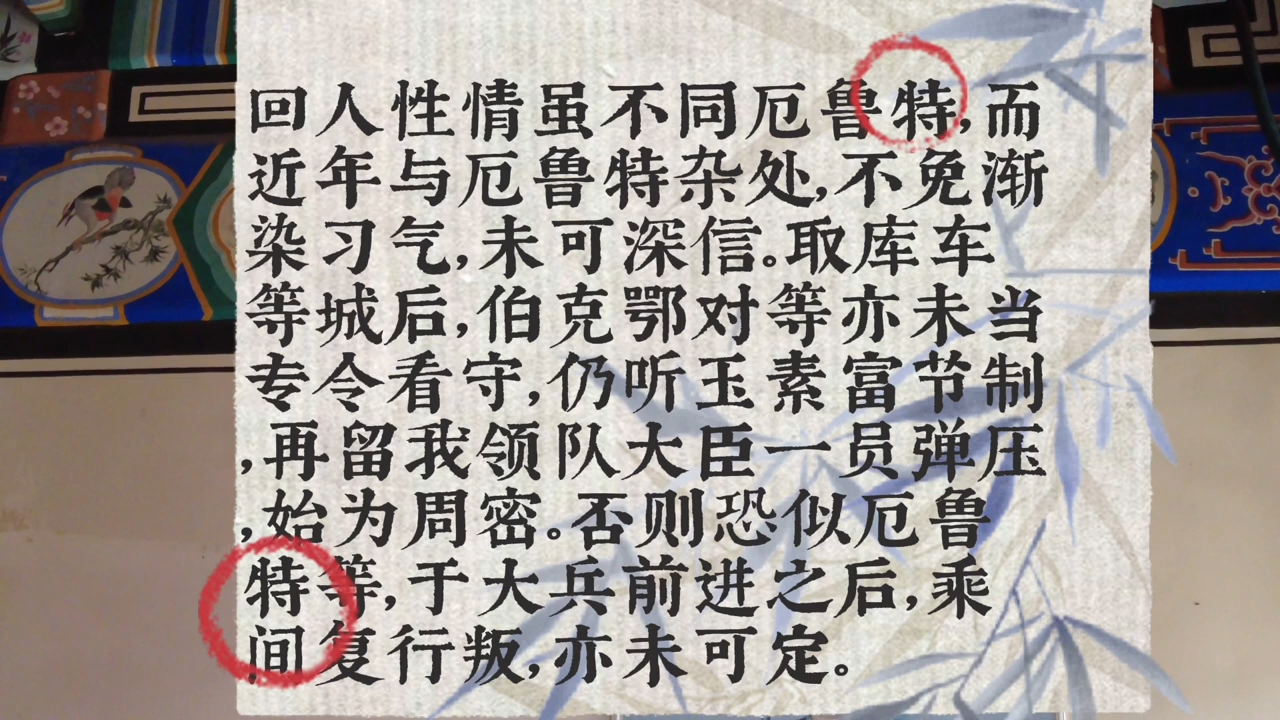 回人性情虽不同厄鲁特,而
近年与厄鲁特杂处,不免渐
染习气,未可深信。取库车
等城后,伯克鄂对等亦未当
专令看守,仍听玉素富节制
,再留我领队大臣一员弹压
,始为周密。否则恐似厄鲁
特等,于大兵前进之后,乘
间复行叛,亦未可定。